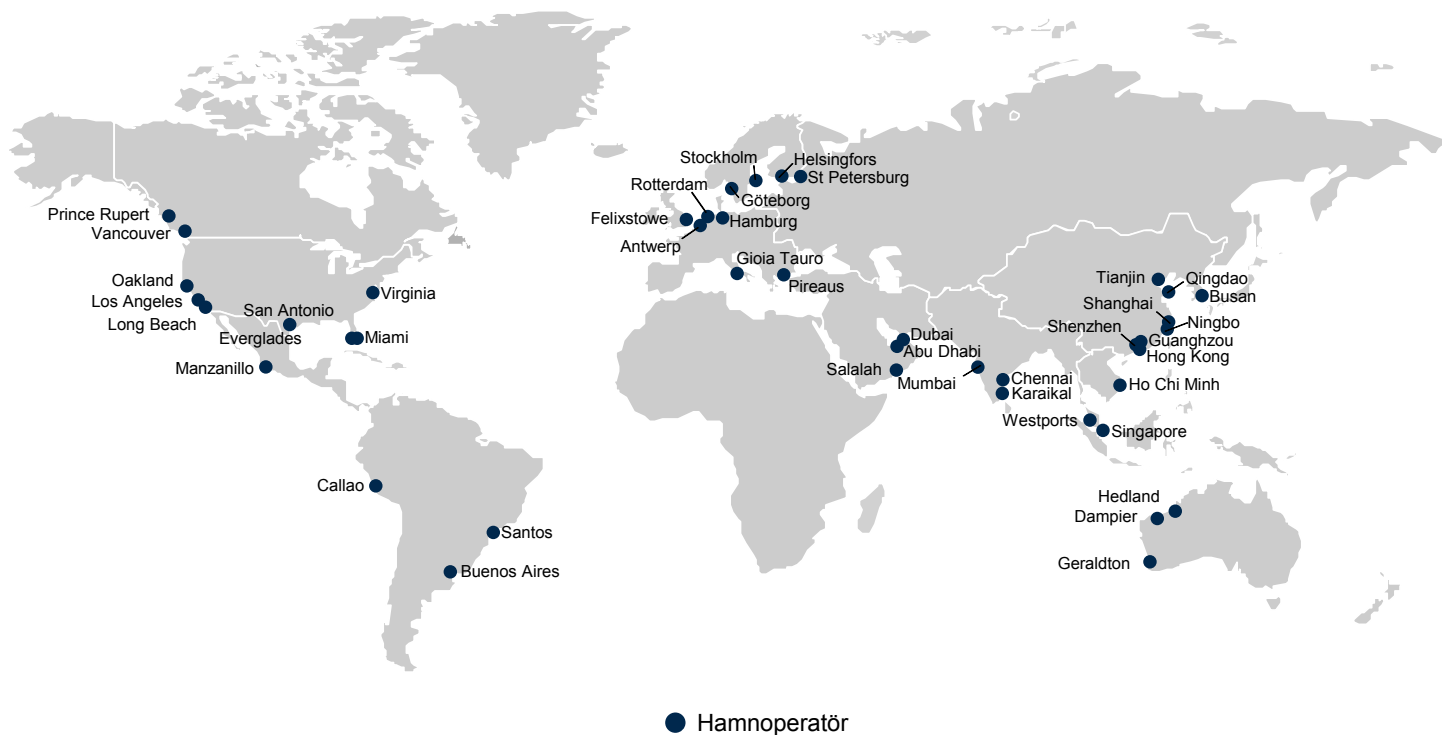 Stockholm
Helsingfors
Rotterdam
St Petersburg
Göteborg
Prince Rupert
Felixstowe
Hamburg
Vancouver
Antwerp
Gioia Tauro
Oakland
Virginia
Pireaus
Tianjin
Qingdao
Los Angeles
San Antonio
Busan
Long Beach
Shanghai
Everglades
Miami
Dubai
Shenzhen
Ningbo
Manzanillo
Abu Dhabi
Guanghzou
Salalah
Hong Kong
Mumbai
Chennai
Ho Chi Minh
Karaikal
Westports
Singapore
Callao
Hedland
Santos
Dampier
Buenos Aires
Geraldton
Hamnoperatör